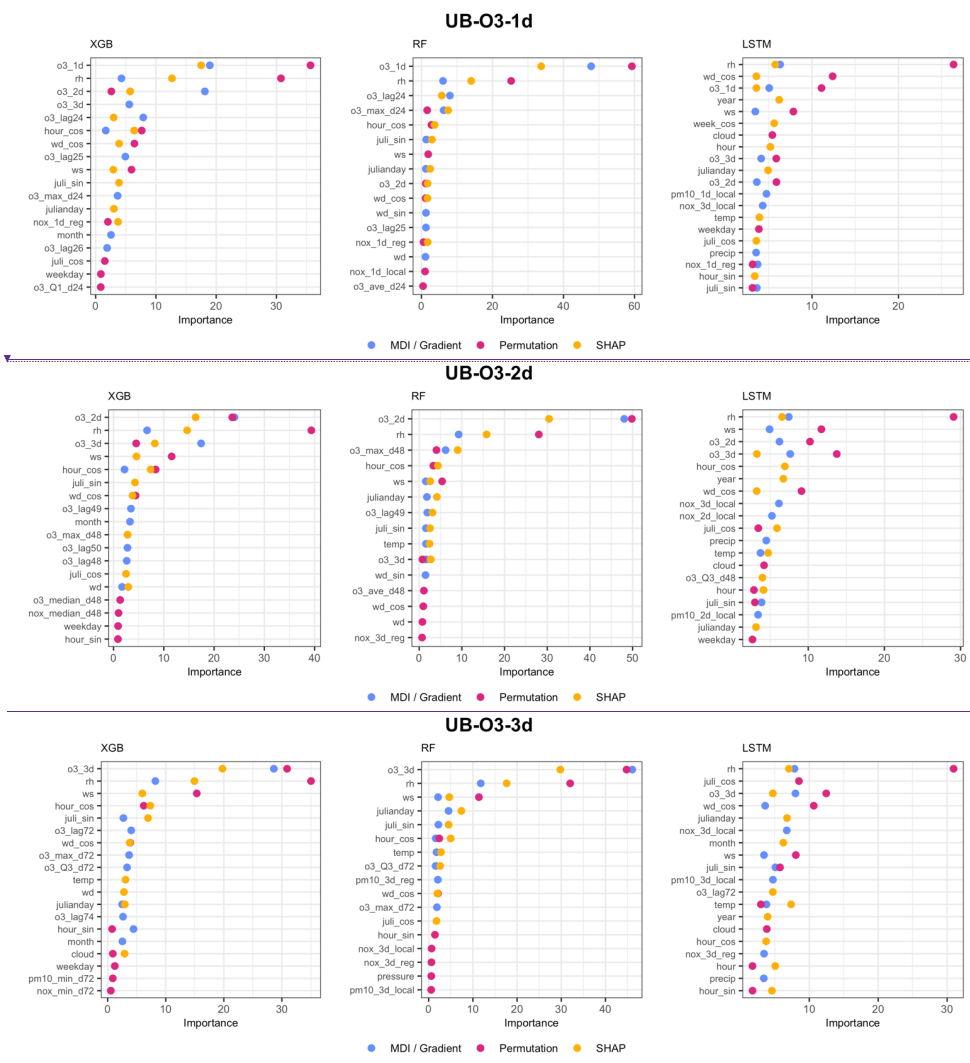 UB-O3-1d
XGB
o3_1d
rh
o3_2d
o3_3d
o3_lag24
hour_cos
wd_cos
o3_lag25
ws
juli_sin
o3_max_d24
julianday
nox_1d_reg
month
o3_lag26
juli_cos
weekday
o3_Q1_d24
0 10 20 30
Importance
RF
o3_1d
rh
o3_lag24
o3_max_d24
hour_cos
juli_sin
ws
julianday
o3_2d
wd_cos
wd_sin
o3_lag25
nox_1d_reg
wd
nox_1d_local
o3_ave_d24
0 20 40 60
Importance
LSTM
rh
wd_cos
o3_1d
year
ws
week_cos
cloud
hour
o3_3d
julianday
o3_2d
pm10_1d_local
nox_3d_local
temp
weekday
juli_cos
precip
nox_1d_reg
hour_sin
juli_sin
10 20
Importance
MDI / Gradient Permutation SHAP
UB-O3-2d
XGB
o3_2d
rh
o3_3d
ws
hour_cos
juli_sin
wd_cos
o3_lag49
month
o3_max_d48
o3_lag50
o3_lag48
juli_cos
wd
o3_median_d48
nox_median_d48
weekday
hour_sin
0 10 20 30 40
Importance
RF
o3_2d
rh
o3_max_d48
hour_cos
ws
julianday
o3_lag49
juli_sin
temp
o3_3d
wd_sin
o3_ave_d48
wd_cos
wd
nox_3d_reg
0 10 20 30 40 50
Importance
LSTM
rh
ws
o3_2d
o3_3d
hour_cos
year
wd_cos
nox_3d_local
nox_2d_local
juli_cos
precip
temp
cloud
o3_Q3_d48
hour
juli_sin
pm10_2d_local
julianday
weekday
10 20 30
Importance
MDI / Gradient Permutation SHAP
UB-O3-3d
XGB
o3_3d
rh
ws
hour_cos
juli_sin
o3_lag72
wd_cos
o3_max_d72
o3_Q3_d72
temp
wd
julianday
o3_lag74
hour_sin
month
cloud
weekday
pm10_min_d72
nox_min_d72
0 10 20 30
Importance
RF
o3_3d
rh
ws
julianday
juli_sin
hour_cos
temp
o3_Q3_d72
pm10_3d_reg
wd_cos
o3_max_d72
juli_cos
hour_sin
nox_3d_local
nox_3d_reg
pressure
pm10_3d_local
0 10 20 30 40
Importance
LSTM
rh
juli_cos
o3_3d
wd_cos
julianday
nox_3d_local
month
ws
juli_sin
pm10_3d_local
o3_lag72
temp
year
cloud
hour_cos
nox_3d_reg
hour
precip
hour_sin
0 10 20 30
Importance
MDI / Gradient Permutation SHAP